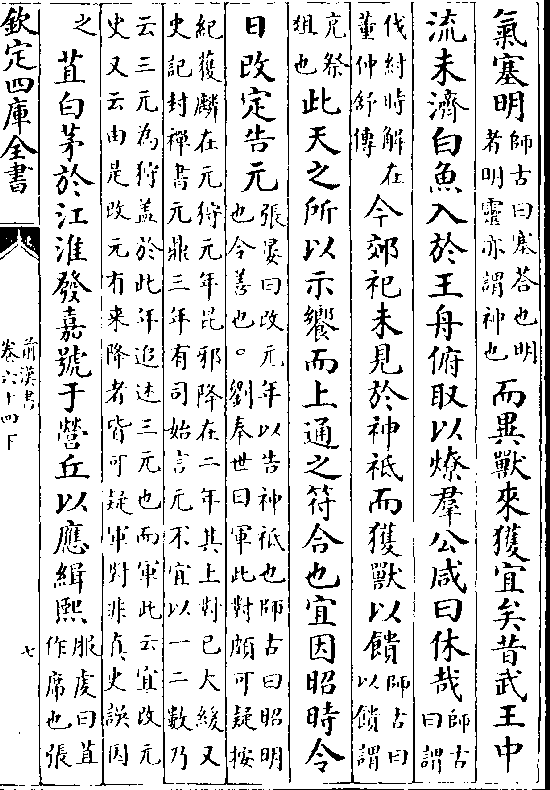 氣塞明師古曰塞荅也明者明靈亦謂神也而異獸來獲宜矣昔武王中
流未濟白魚入於王舟俯取以燎羣公咸曰休哉師古曰謂
伐紂時解在董仲舒傳今郊祀未見於神祗而獲獸以饋師古曰以饋謂
充祭俎也此天之所以示饗而上通之符合也宜因昭時令
日改定告元張晏曰改元年以告神祗也師古曰昭明也令善也。劉奉世曰軍此對頗可疑按
紀獲麟在元狩元年昆邪降在二年其上對已大緩又
史記封禪書元鼎三年有司始言元不宜以一二數乃
云三元為狩盖於此年追述三元也而軍此云宜改元
史又云由是改元有来降者皆可疑軍對非真史誤因
之苴白茅於江淮發嘉號于營丘以應緝熙服虔曰苴作席也張
欽定四庫全書
前漢書
卷六十四下
七